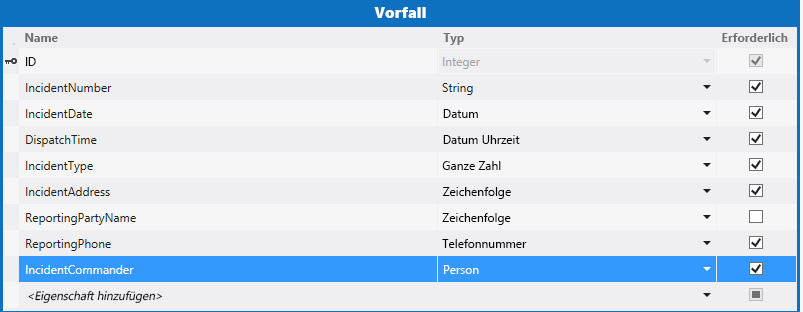 Vorfall
Name Typ Erforderlich
ID Integer
IncidentNumber String
IncidentDate Datum
DispatchTime Datum Uhrzeit
IncidentType Ganze Zahl
IncidentAddress Zeichenfolge
ReportingPartyName Zeichenfolge
ReportingPhone Telefonnummer
IncidentCommander Person
<Eigenschaft hinzufügen>